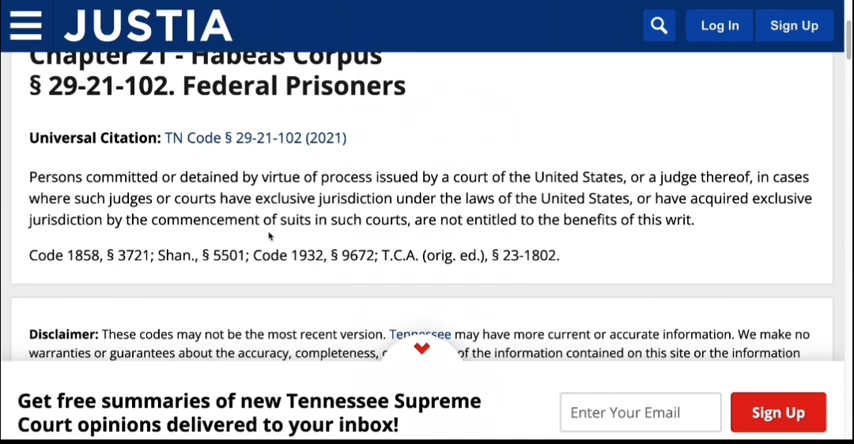 JUSTIA
Log In
Sign Up
Chapter 21 - Habeas Corpus
§ 29-21-102. Federal Prisoners
Universal Citation: TN Code § 29-21-102 (2021)
Persons committed or detained by virtue of process issued by a court of the United States, or a judge thereof, in cases
where such judges or courts have exclusive jurisdiction under the laws of the United States, or have acquired exclusive
jurisdiction by the commencement of suits in such courts, are not entitled to the benefits of this writ.
Code 1858, § 3721; Shan., § 5501; Code 1932, § 9672; T.C.A. (orig. ed.), § 23-1802.
Disclaimer: These codes may not be the most recent version. Tennessee may have more current or accurate information. We make no
warranties or guarantees about the accuracy, completeness, of the information contained on this site or the information
Get free summaries of new Tennessee Supreme
Court opinions delivered to your inbox!
Enter Your Email
Sign Up